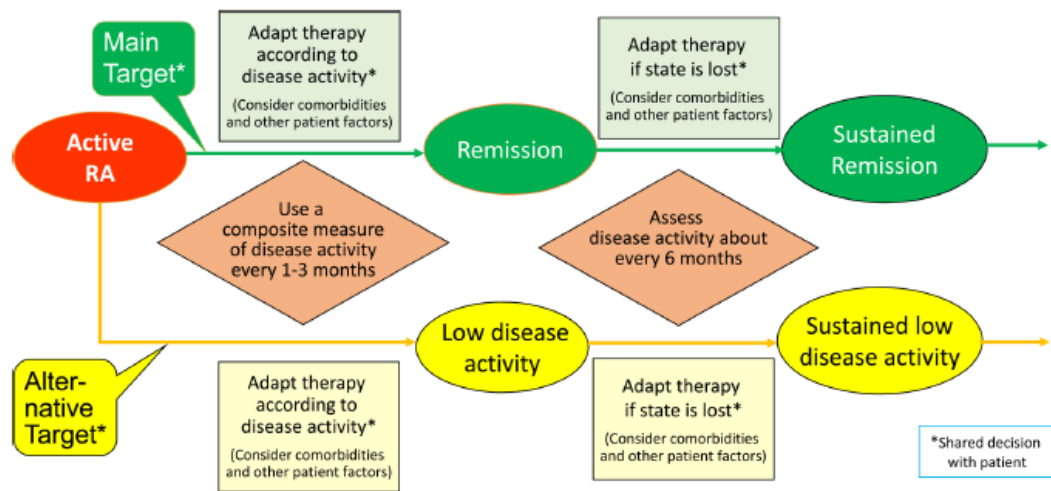 Main
Target*
Adapt therapy
according to
disease activity*
(Consider comorbidities
and other patient factors)
Adapt therapy
if state is lost*
(Consider comorbidities
and other patient factors)
Active
RA
Remission
Sustained
Remission
Use a
composite measure
of disease activity
every 1-3 months
Assess
disease activity about
every 6 months
Low disease
activity
Sustained low
disease activity
Alter-
native
Target*
Adapt therapy
according to
disease activity*
(Consider comorbidities
and other patient factors)
Adapt therapy
if state is lost*
(Consider comorbidities
and other patient factors)
*Shared decision
with patient